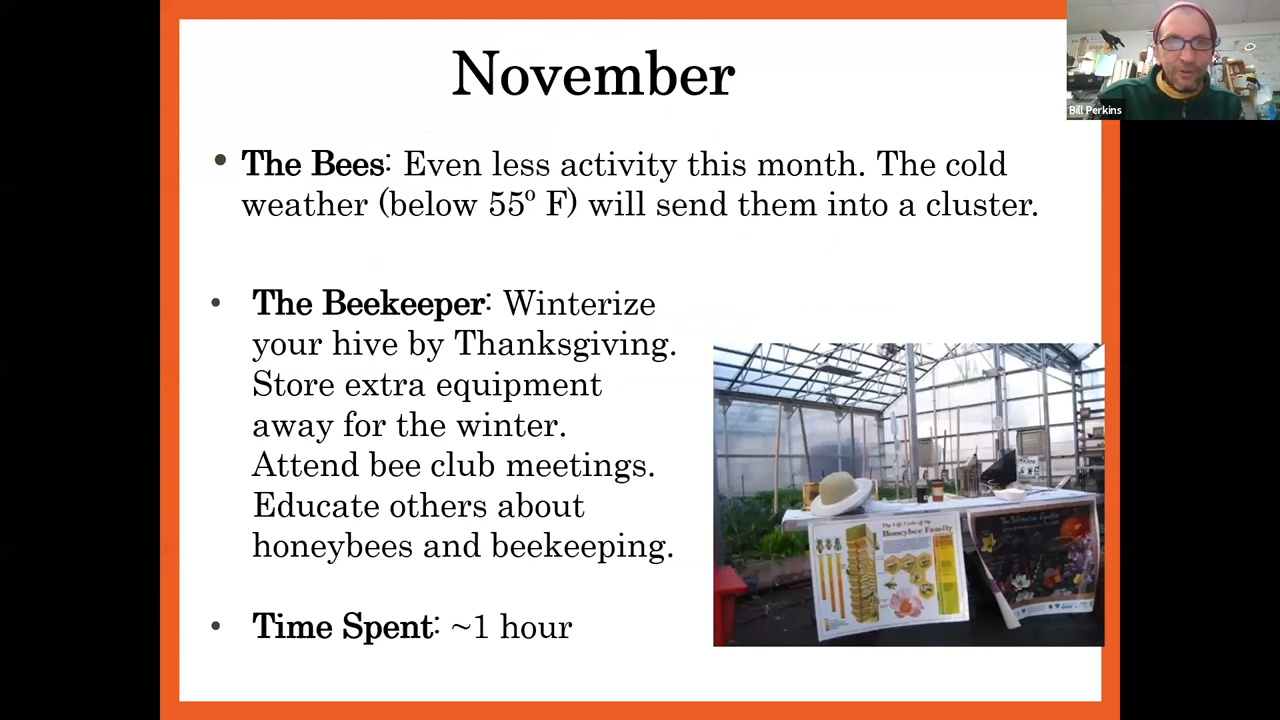 November
Bill Perkins
• The Bees: Even less activity this month. The cold
weather (below 55º F) will send them into a cluster.
• The Beekeeper: Winterize
your hive by Thanksgiving.
Store extra equipment
away for the winter.
Attend bee club meetings.
Educate others about
honeybees and beekeeping.
The Life Cycle of the
Honeybee Family
• Time Spent: ~1 hour